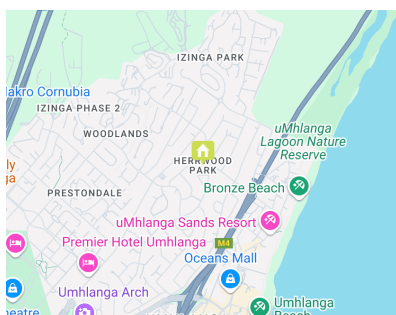 IZINGA PARK
Makro Cornubia
IZINGA PHASE 2
WOODLANDS
uMhlanga
Lagoon Nature
Reserve
HERRWOOD
PARK
PRESTONDALE
Bronze Beach
uMhlanga Sands Resort
Premier Hotel Umhlanga
M4
Oceans Mall
Umhlanga Arch
Umhlanga
Beach